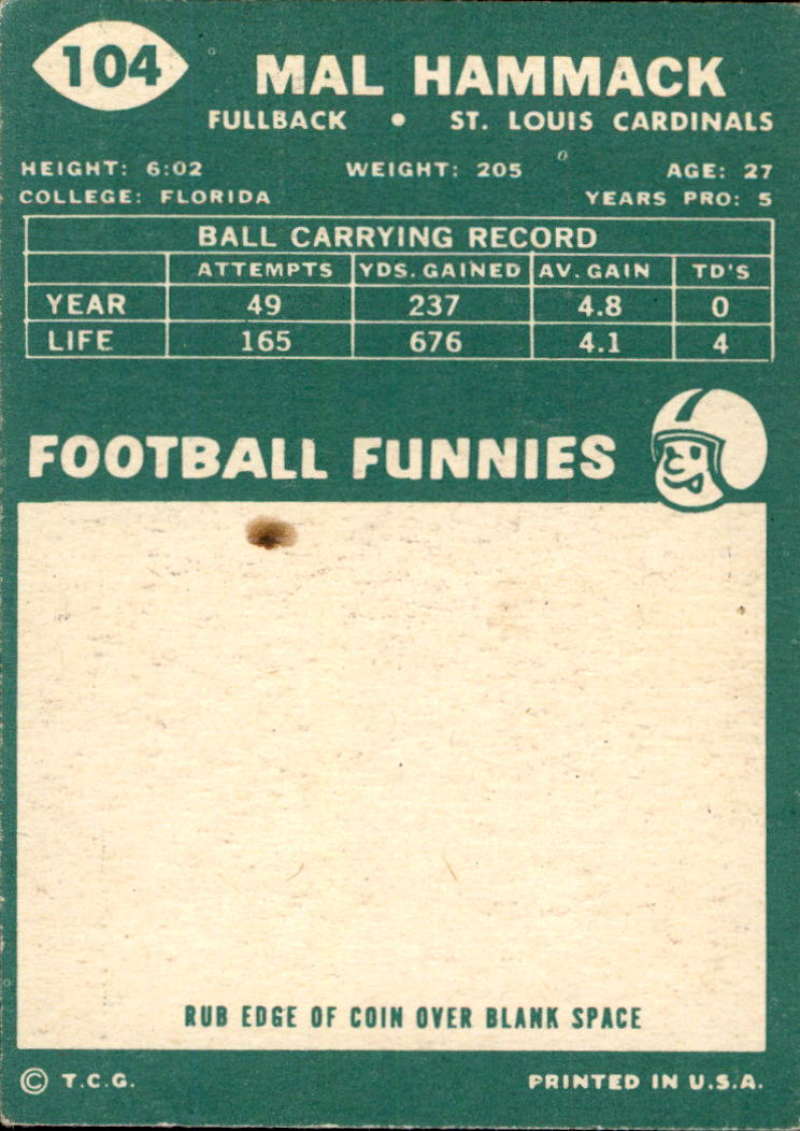 104
MAL HAMMACK
FULLBACK • ST. LOUIS CARDINALS
HEIGHT: 6:02 WEIGHT: 205 AGE: 27
COLLEGE: FLORIDA YEARS PRO: 5
BALL CARRYING RECORD
ATTEMPTS YDS. GAINED AV. GAIN TD'S
YEAR 49 237 4.8 0
LIFE 165 676 4.1 4
FOOTBALL FUNNIES
RUB EDGE OF COIN OVER BLANK SPACE
© T.C.G. PRINTED IN U.S.A.